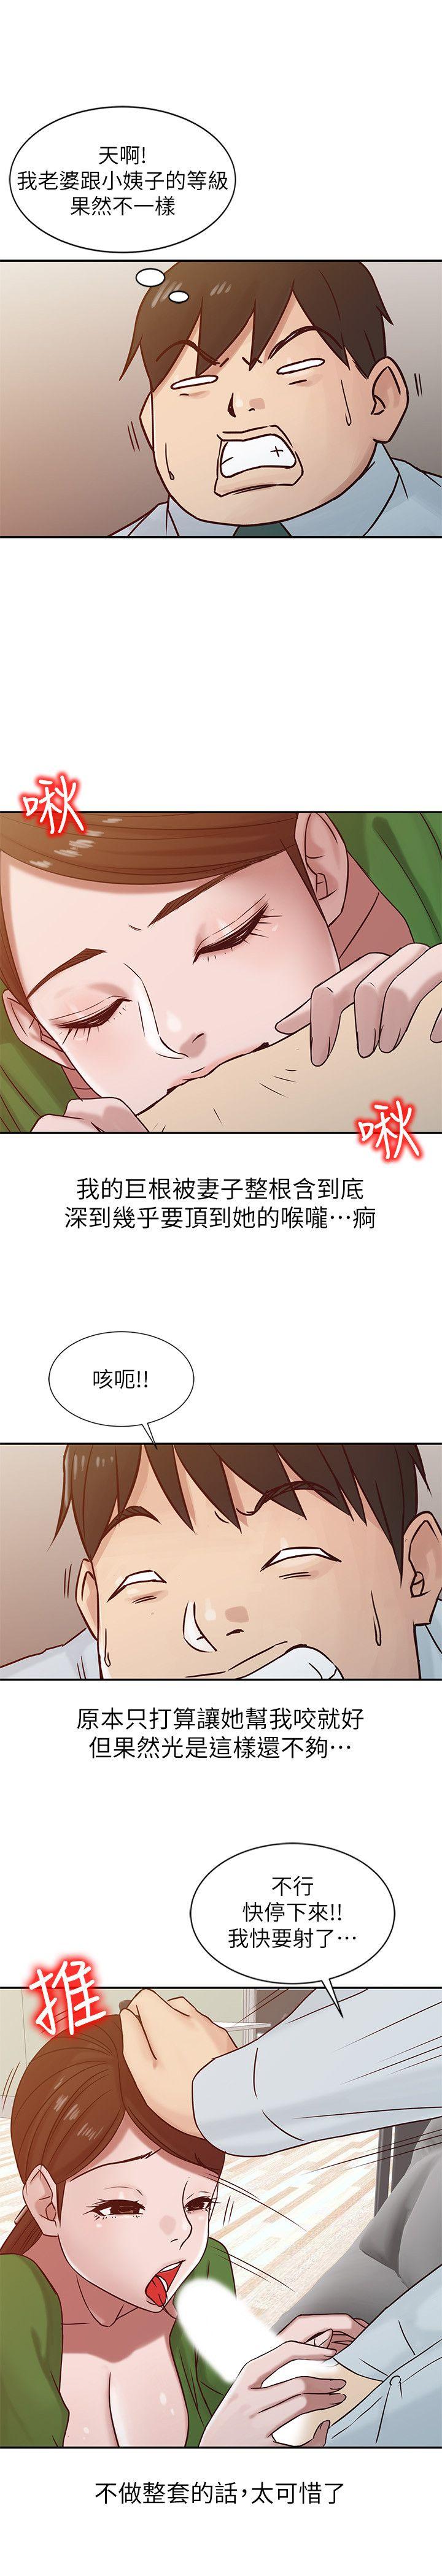 天啊!
我老婆跟小姨子的等級
果然不一樣
啾
啾
我的巨根被妻子整根含到底
深到幾乎要頂到她的喉嚨⋯痾
咳呃!!
原本只打算讓她幫我咬就好
但果然光是這樣還不夠⋯
不行
快停下來!!
我快要射了⋯
推
不做整套的話,太可惜了